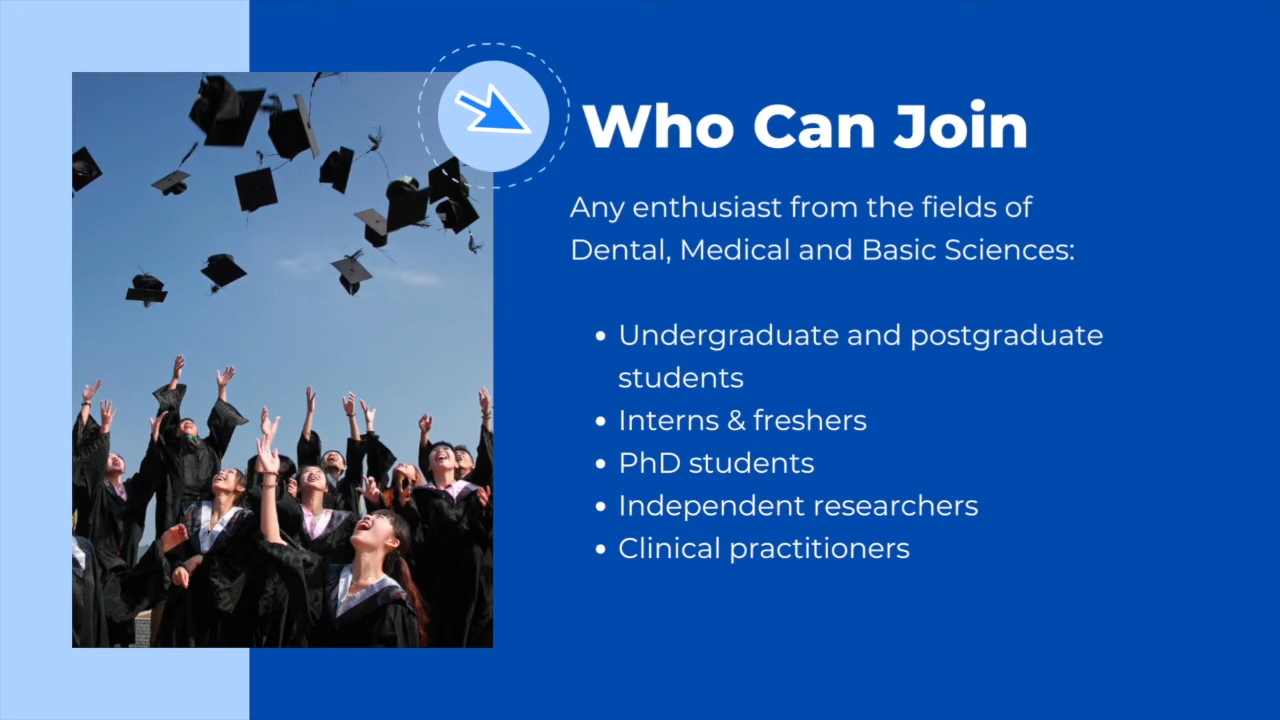 Who Can Join
Any enthusiast from the fields of
Dental, Medical and Basic Sciences:
• Undergraduate and postgraduate
students
• Interns & freshers
• PhD students
• Independent researchers
• Clinical practitioners